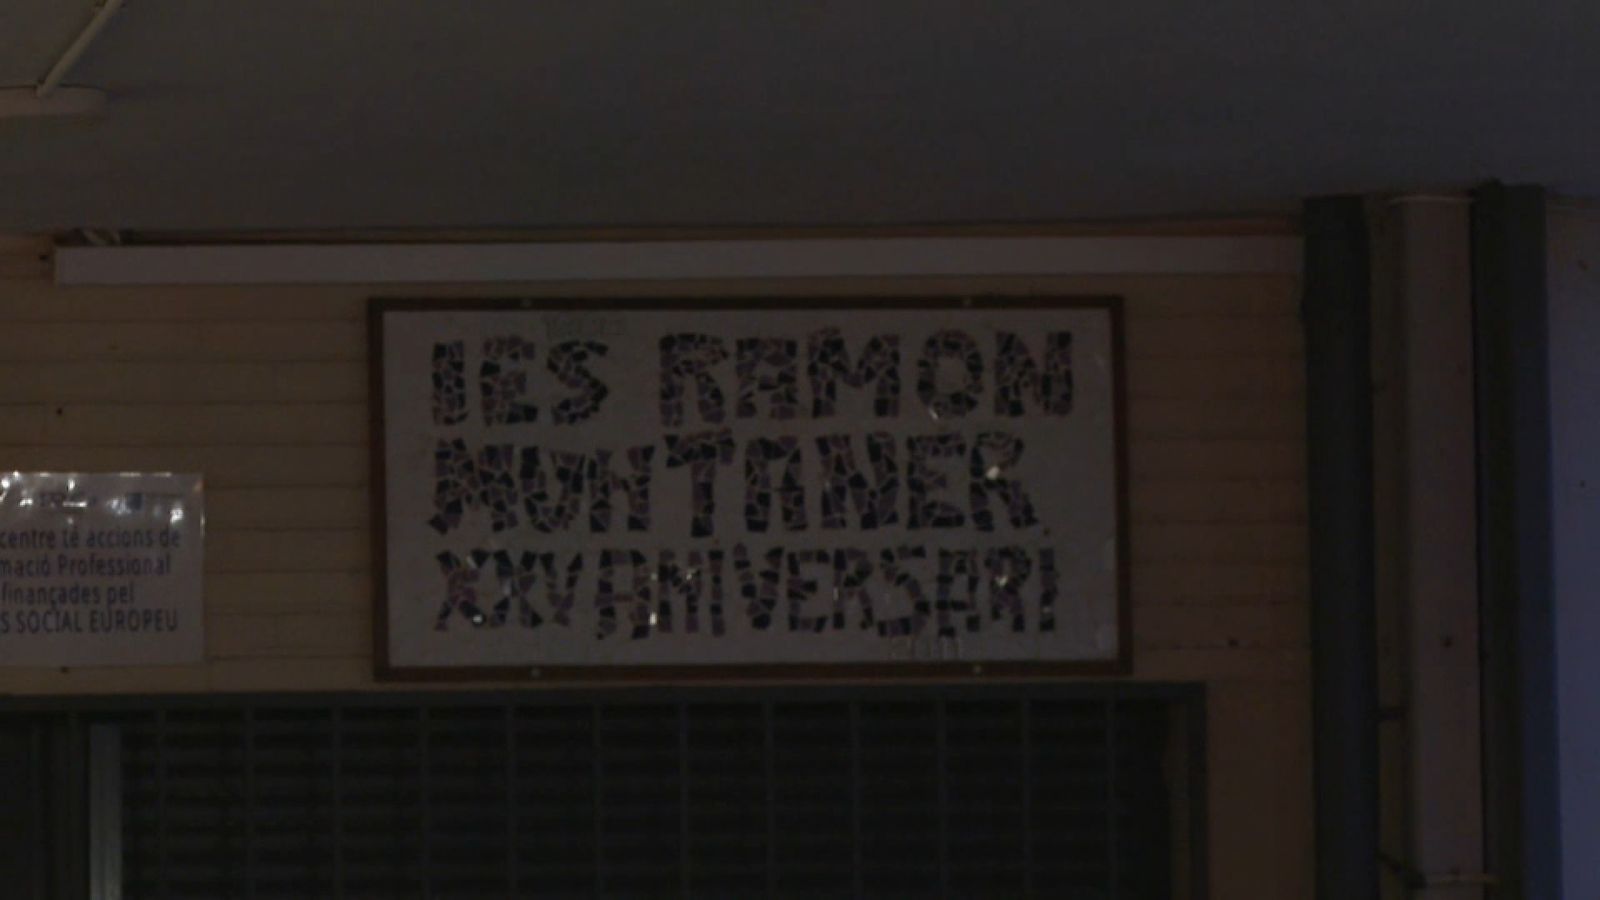 IES RAMON
MUNTANER
XXV ANIVERSARI
centre té accions de
mació Professional
finançades pel
S SOCIAL EUROPEU